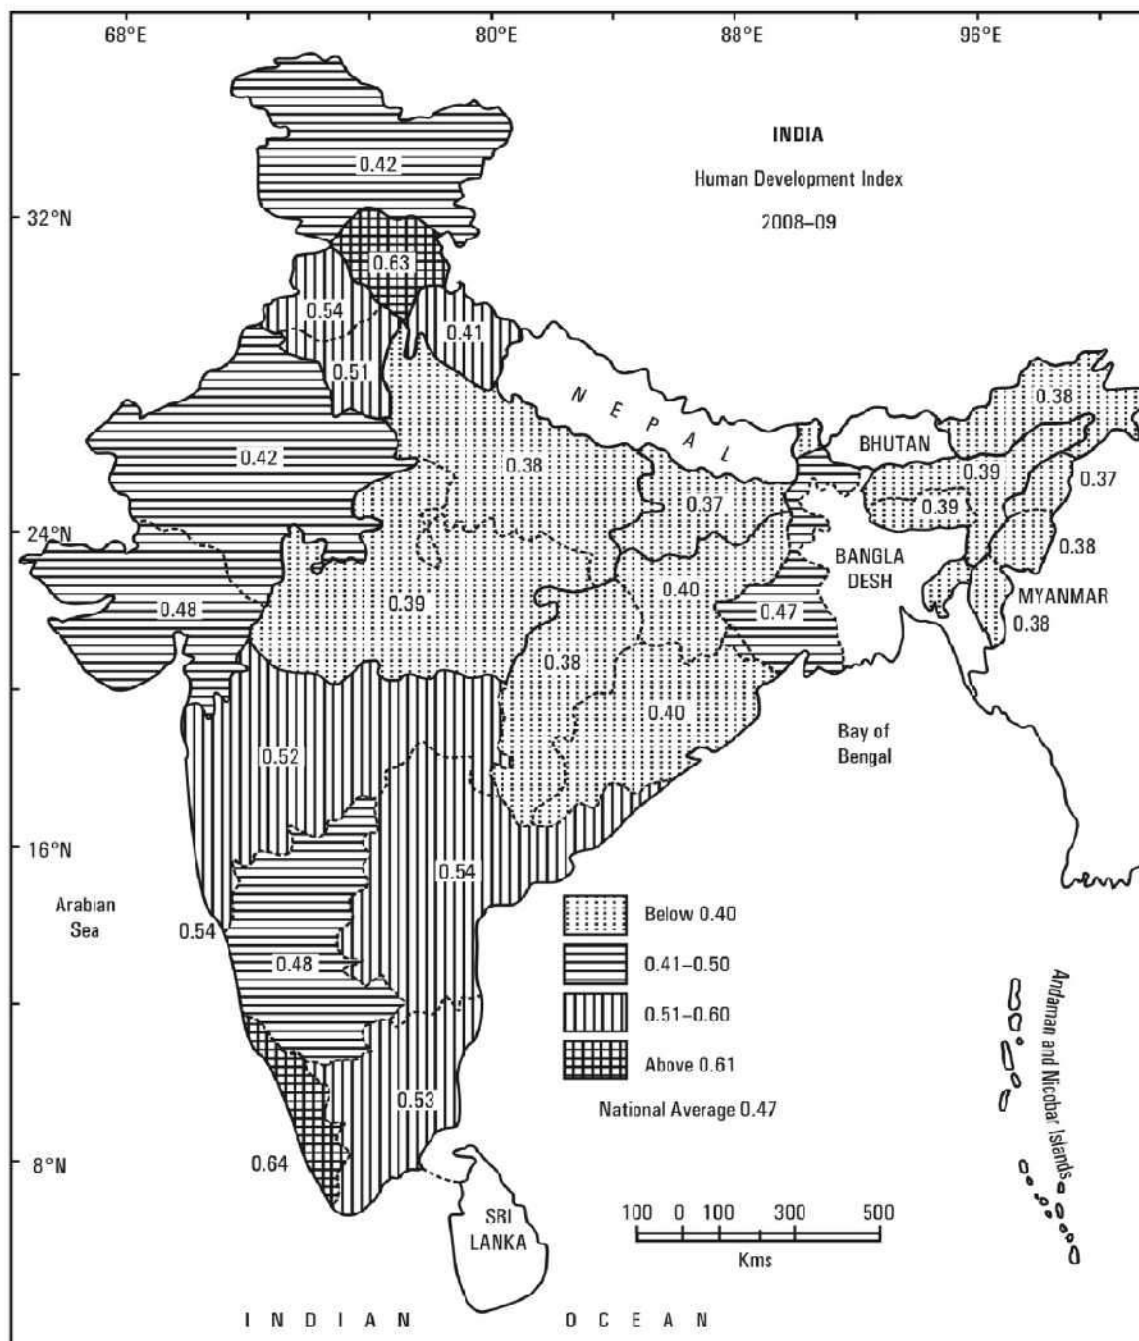 68°E
80°E
88°E
96°E
INDIA
Human Development Index
2008–09
0.42
32°N
0.63
0.54
0.41
0.51
NEPAL
0.38
BHUTAN
0.42
0.38
0.39
0.37
0.37
0.39
24°N
BANGLA
DESH
0.38
0.40
0.48
0.39
0.47
MYANMAR
0.38
0.38
0.40
Bay of
Bengal
0.52
16°N
0.54
Arabian
Sea
Below 0.40
0.54
0.48
0.41–0.50
0.51–0.60
Above 0.61
Andaman and Nicobar Islands
0.53
National Average 0.47
0.64
8°N
SRI
LANKA
100 0 100 300 500
Kms
INDIAN OCEAN